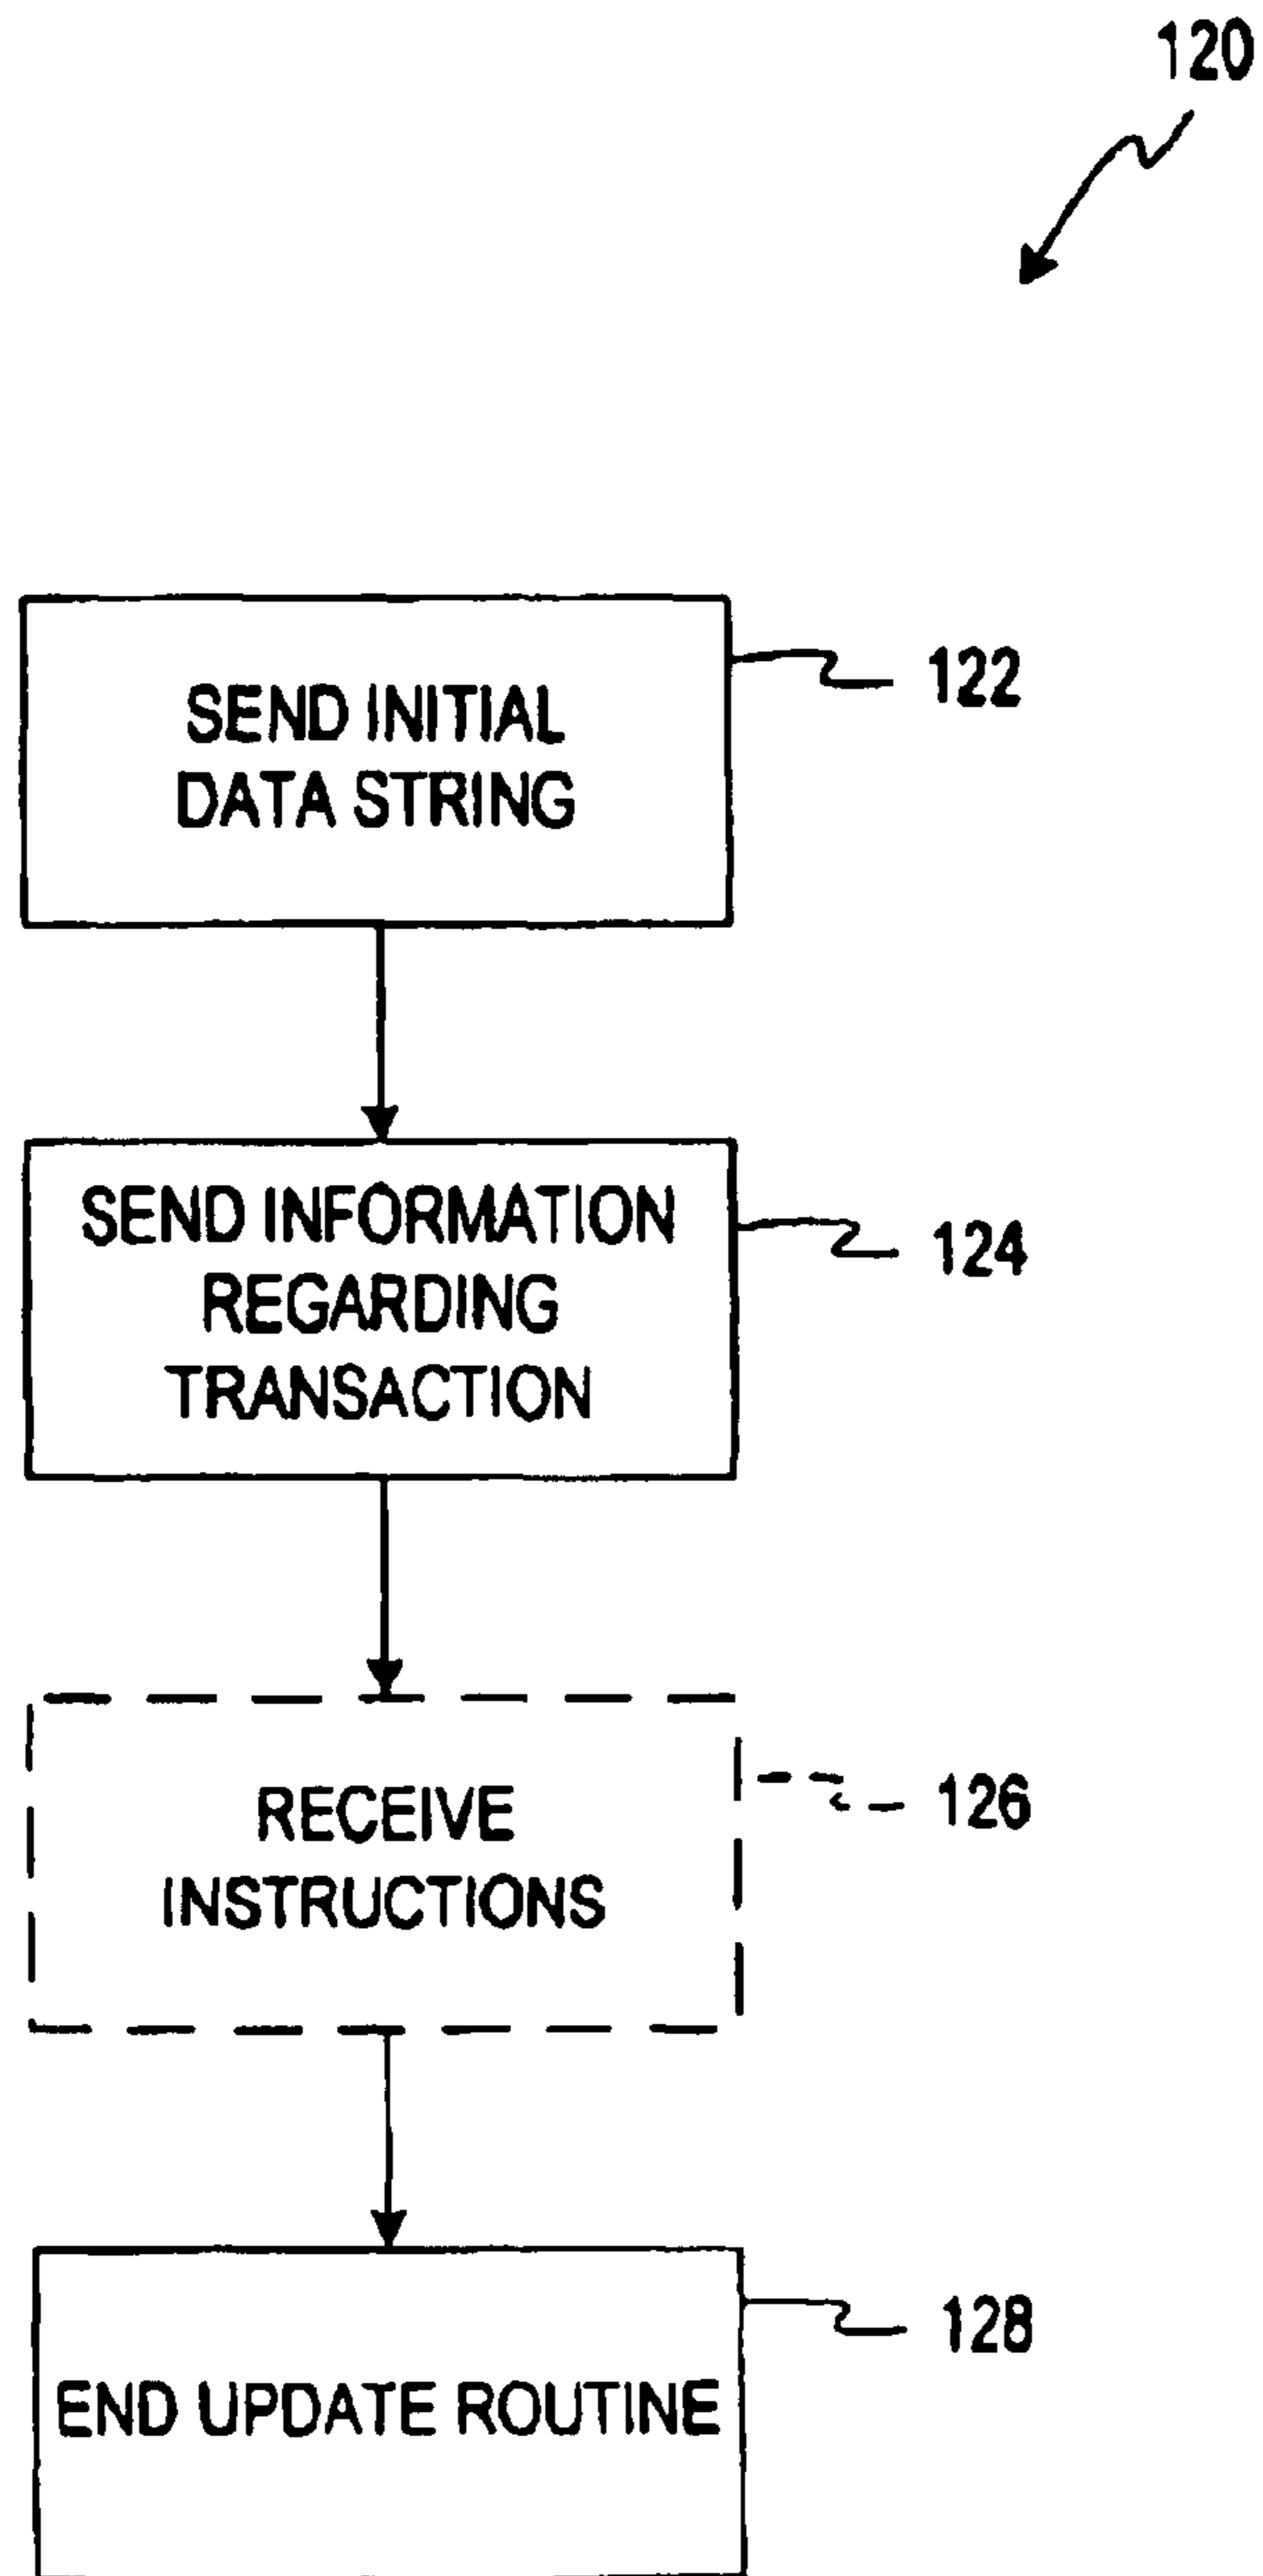 120
SEND INITIAL
DATA STRING
122
SEND INFORMATION
REGARDING
TRANSACTION
124
RECEIVE
INSTRUCTIONS
126
END UPDATE ROUTINE
128